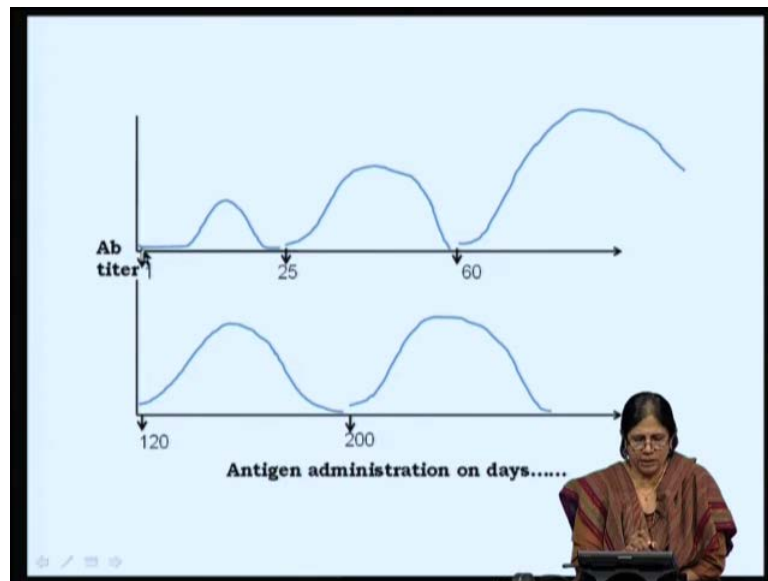 Ab
titer 1
25
60
120
200
Antigen administration on days......